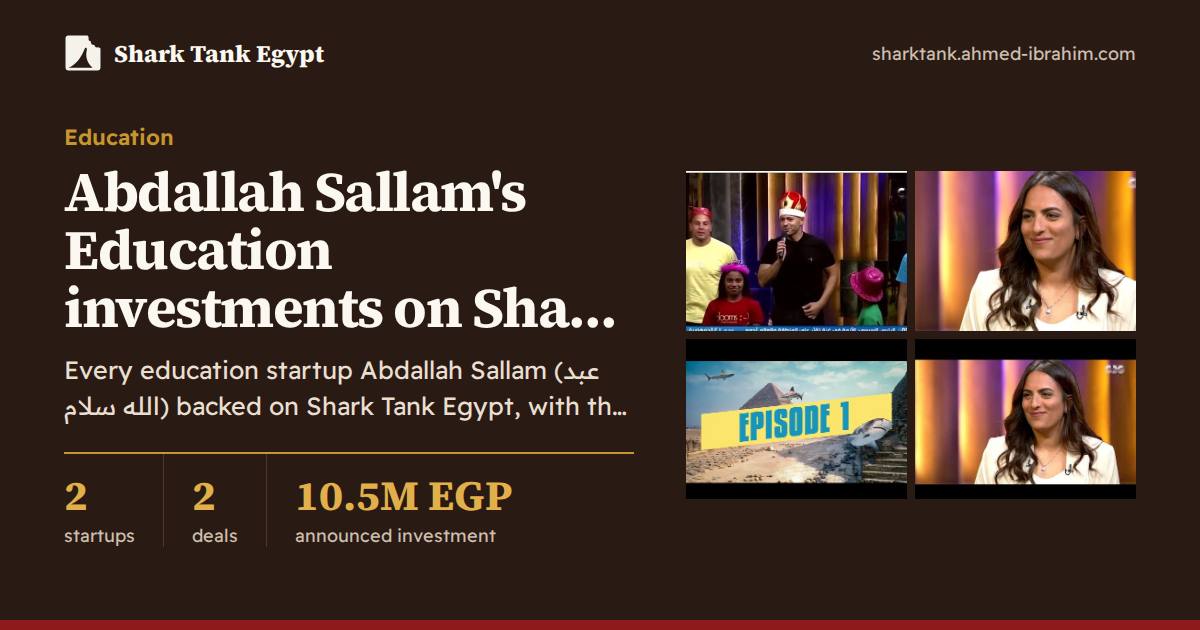 Shark Tank Egypt
sharktank.ahmed-ibrahim.com
Education
Abdallah Sallam's
Education
investments on Sha...
Every education startup Abdallah Sallam (عبد
الله سلام) backed on Shark Tank Egypt, with th...
2
startups
2
deals
10.5M EGP
announced investment
EPISODE 1